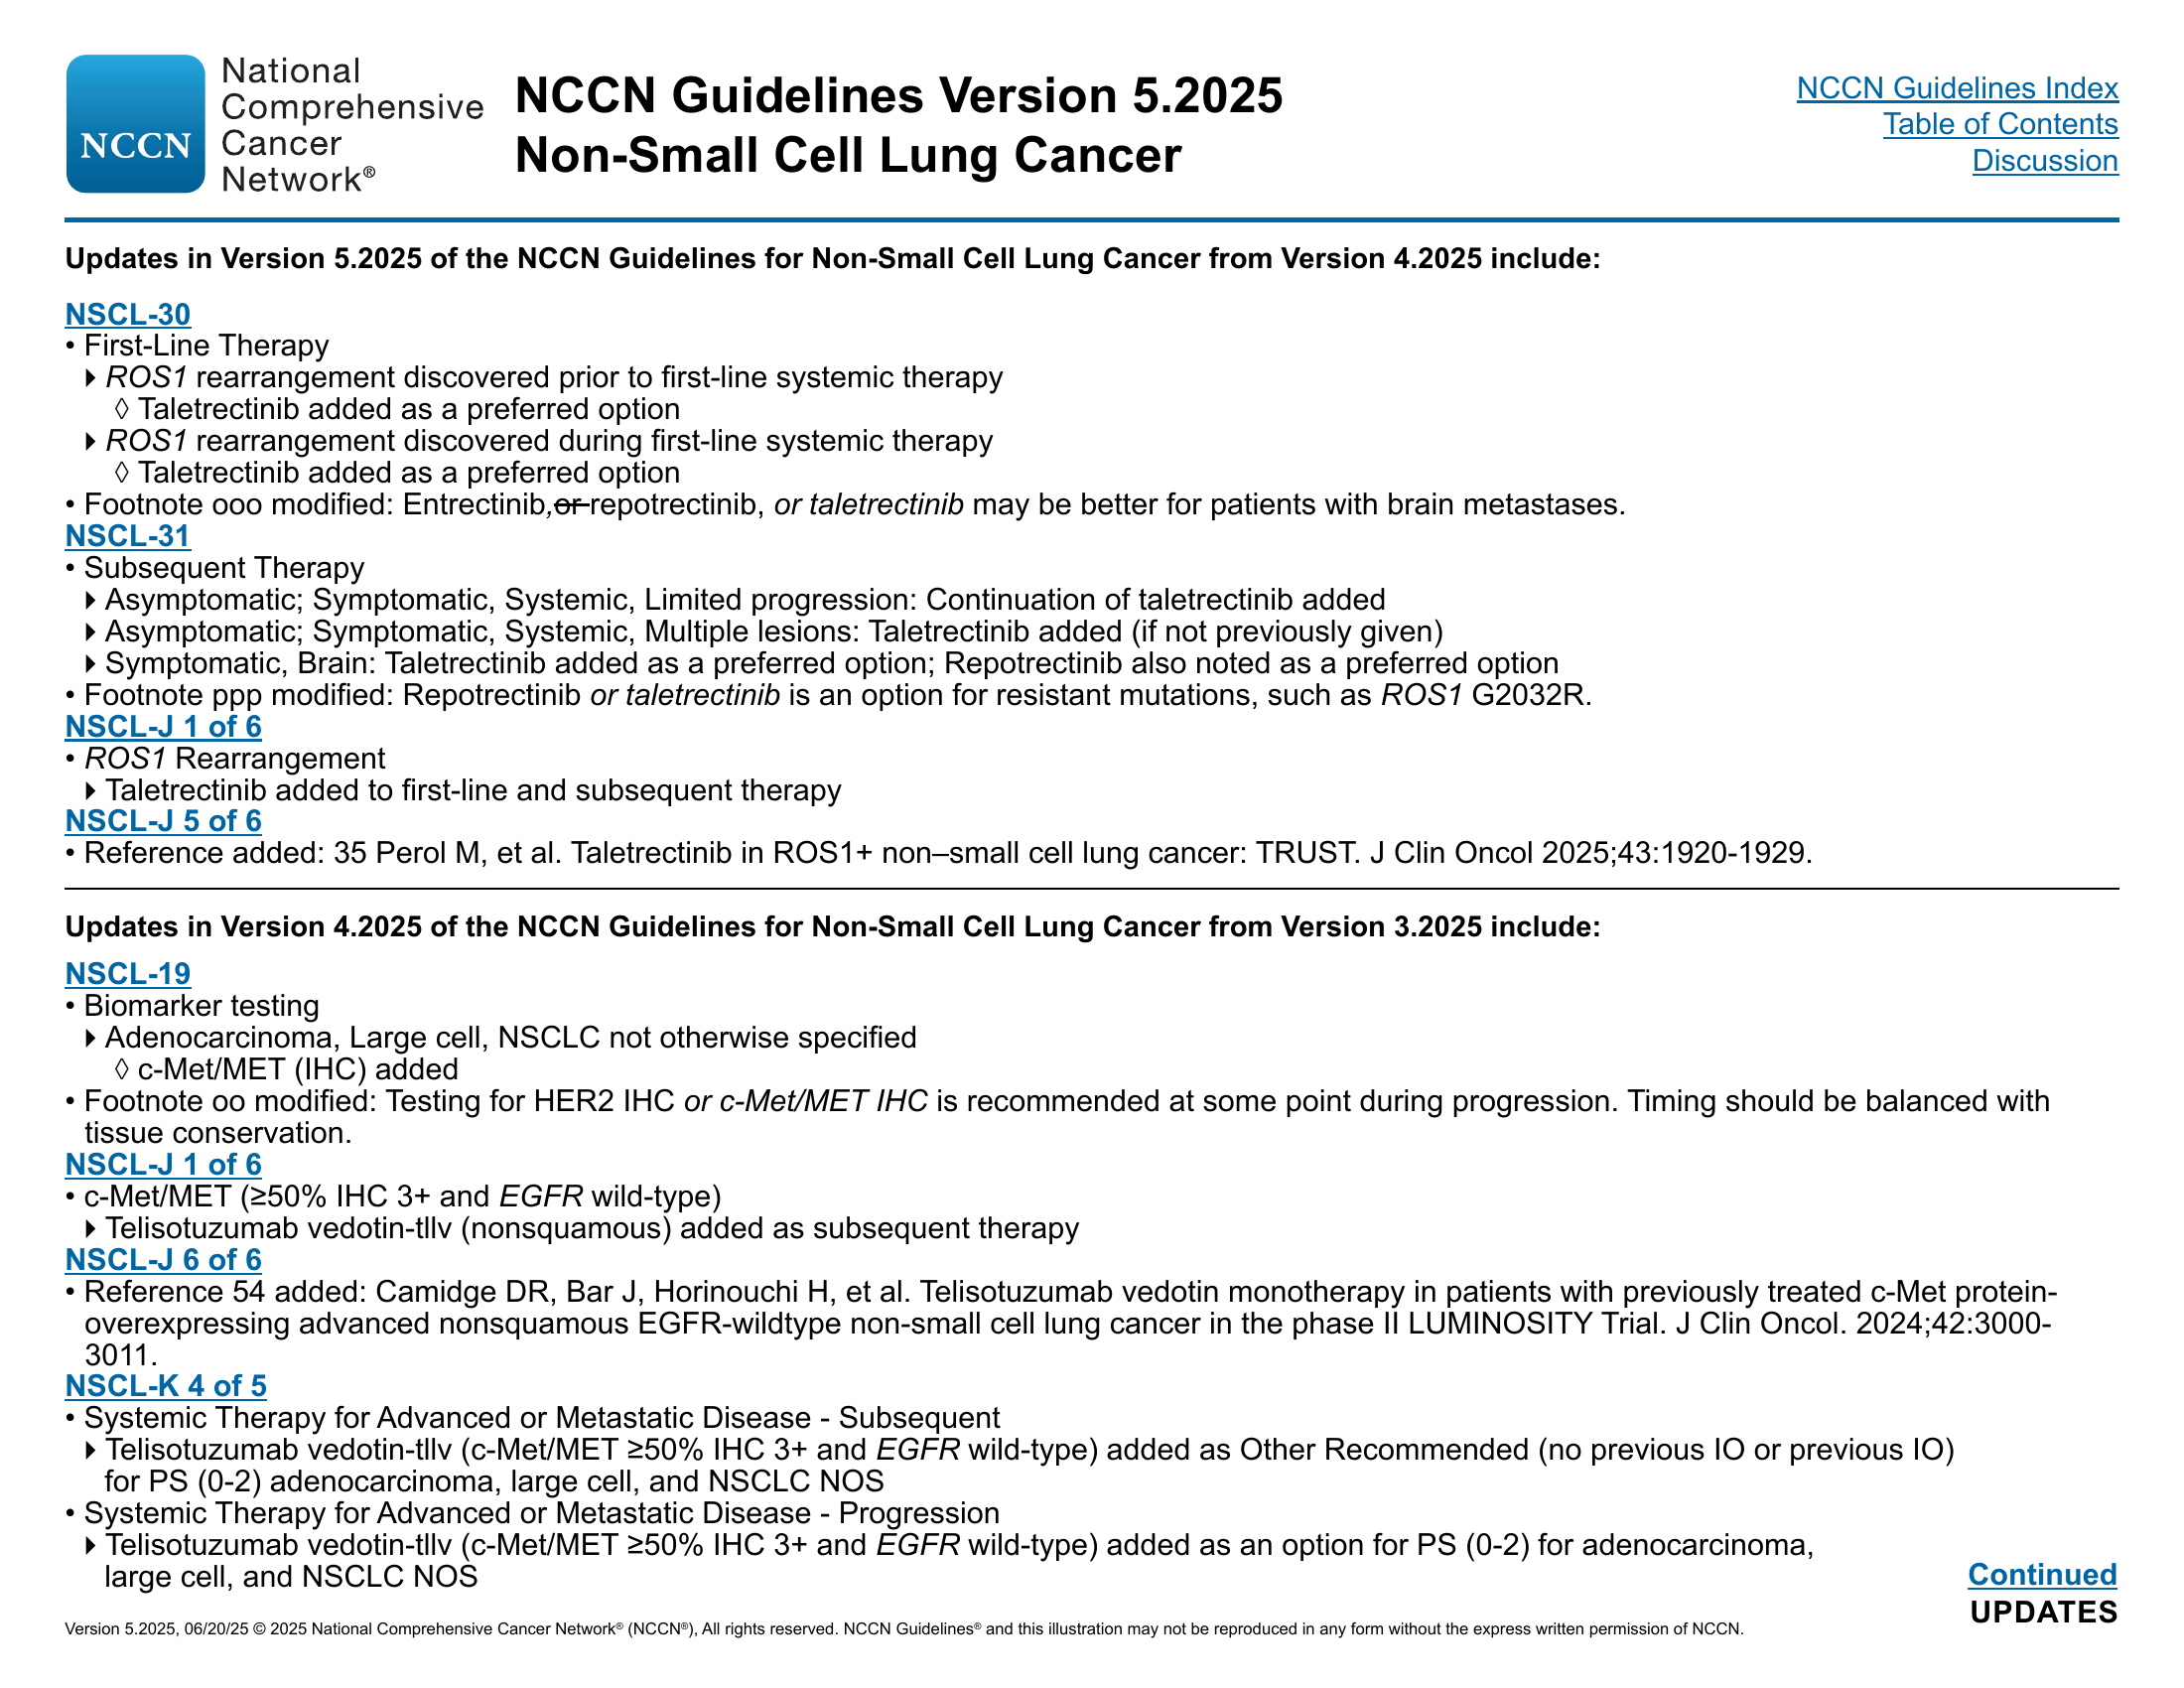 National
Comprehensive
Cancer
Network®
NCCN
NCCN Guidelines Version 5.2025
Non-Small Cell Lung Cancer
NCCN Guidelines Index
Table of Contents
Discussion
Updates in Version 5.2025 of the NCCN Guidelines for Non-Small Cell Lung Cancer from Version 4.2025 include:
NSCL-30
• First-Line Therapy
‣ ROS1 rearrangement discovered prior to first-line systemic therapy
◊ Taletrectinib added as a preferred option
‣ ROS1 rearrangement discovered during first-line systemic therapy
◊ Taletrectinib added as a preferred option
• Footnote ooo modified: Entrectinib,or repotrectinib, or taletrectinib may be better for patients with brain metastases.
NSCL-31
• Subsequent Therapy
‣ Asymptomatic; Symptomatic, Systemic, Limited progression: Continuation of taletrectinib added
‣ Asymptomatic; Symptomatic, Systemic, Multiple lesions: Taletrectinib added (if not previously given)
‣ Symptomatic, Brain: Taletrectinib added as a preferred option; Repotrectinib also noted as a preferred option
• Footnote ppp modified: Repotrectinib or taletrectinib is an option for resistant mutations, such as ROS1 G2032R.
NSCL-J 1 of 6
• ROS1 Rearrangement
‣ Taletrectinib added to first-line and subsequent therapy
NSCL-J 5 of 6
• Reference added: 35 Perol M, et al. Taletrectinib in ROS1+ non–small cell lung cancer: TRUST. J Clin Oncol 2025;43:1920-1929.
Updates in Version 4.2025 of the NCCN Guidelines for Non-Small Cell Lung Cancer from Version 3.2025 include:
NSCL-19
• Biomarker testing
‣ Adenocarcinoma, Large cell, NSCLC not otherwise specified
◊ c-Met/MET (IHC) added
• Footnote oo modified: Testing for HER2 IHC or c-Met/MET IHC is recommended at some point during progression. Timing should be balanced with
tissue conservation.
NSCL-J 1 of 6
• c-Met/MET (≥50% IHC 3+ and EGFR wild-type)
‣ Telisotuzumab vedotin-tllv (nonsquamous) added as subsequent therapy
NSCL-J 6 of 6
• Reference 54 added: Camidge DR, Bar J, Horinouchi H, et al. Telisotuzumab vedotin monotherapy in patients with previously treated c-Met protein-
overexpressing advanced nonsquamous EGFR-wildtype non-small cell lung cancer in the phase II LUMINOSITY Trial. J Clin Oncol. 2024;42:3000-
3011.
NSCL-K 4 of 5
• Systemic Therapy for Advanced or Metastatic Disease - Subsequent
‣ Telisotuzumab vedotin-tllv (c-Met/MET ≥50% IHC 3+ and EGFR wild-type) added as Other Recommended (no previous IO or previous IO)
for PS (0-2) adenocarcinoma, large cell, and NSCLC NOS
• Systemic Therapy for Advanced or Metastatic Disease - Progression
‣ Telisotuzumab vedotin-tllv (c-Met/MET ≥50% IHC 3+ and EGFR wild-type) added as an option for PS (0-2) for adenocarcinoma,
large cell, and NSCLC NOS
Continued
UPDATES
Version 5.2025, 06/20/25 © 2025 National Comprehensive Cancer Network® (NCCN®), All rights reserved. NCCN Guidelines® and this illustration may not be reproduced in any form without the express written permission of NCCN.